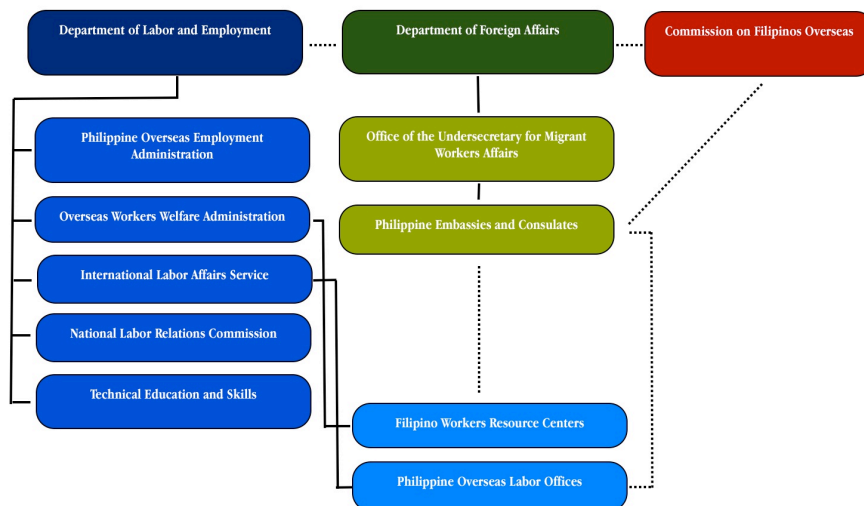 Department of Labor and Employment
Department of Foreign Affairs
Commission on Filipinos Overseas
Philippine Overseas Employment
Administration
Office of the Undersecretary for Migrant
Workers Affairs
Overseas Workers Welfare Administration
Philippine Embassies and Consulates
International Labor Affairs Service
National Labor Relations Commission
Technical Education and Skills
Filipino Workers Resource Centers
Philippine Overseas Labor Offices